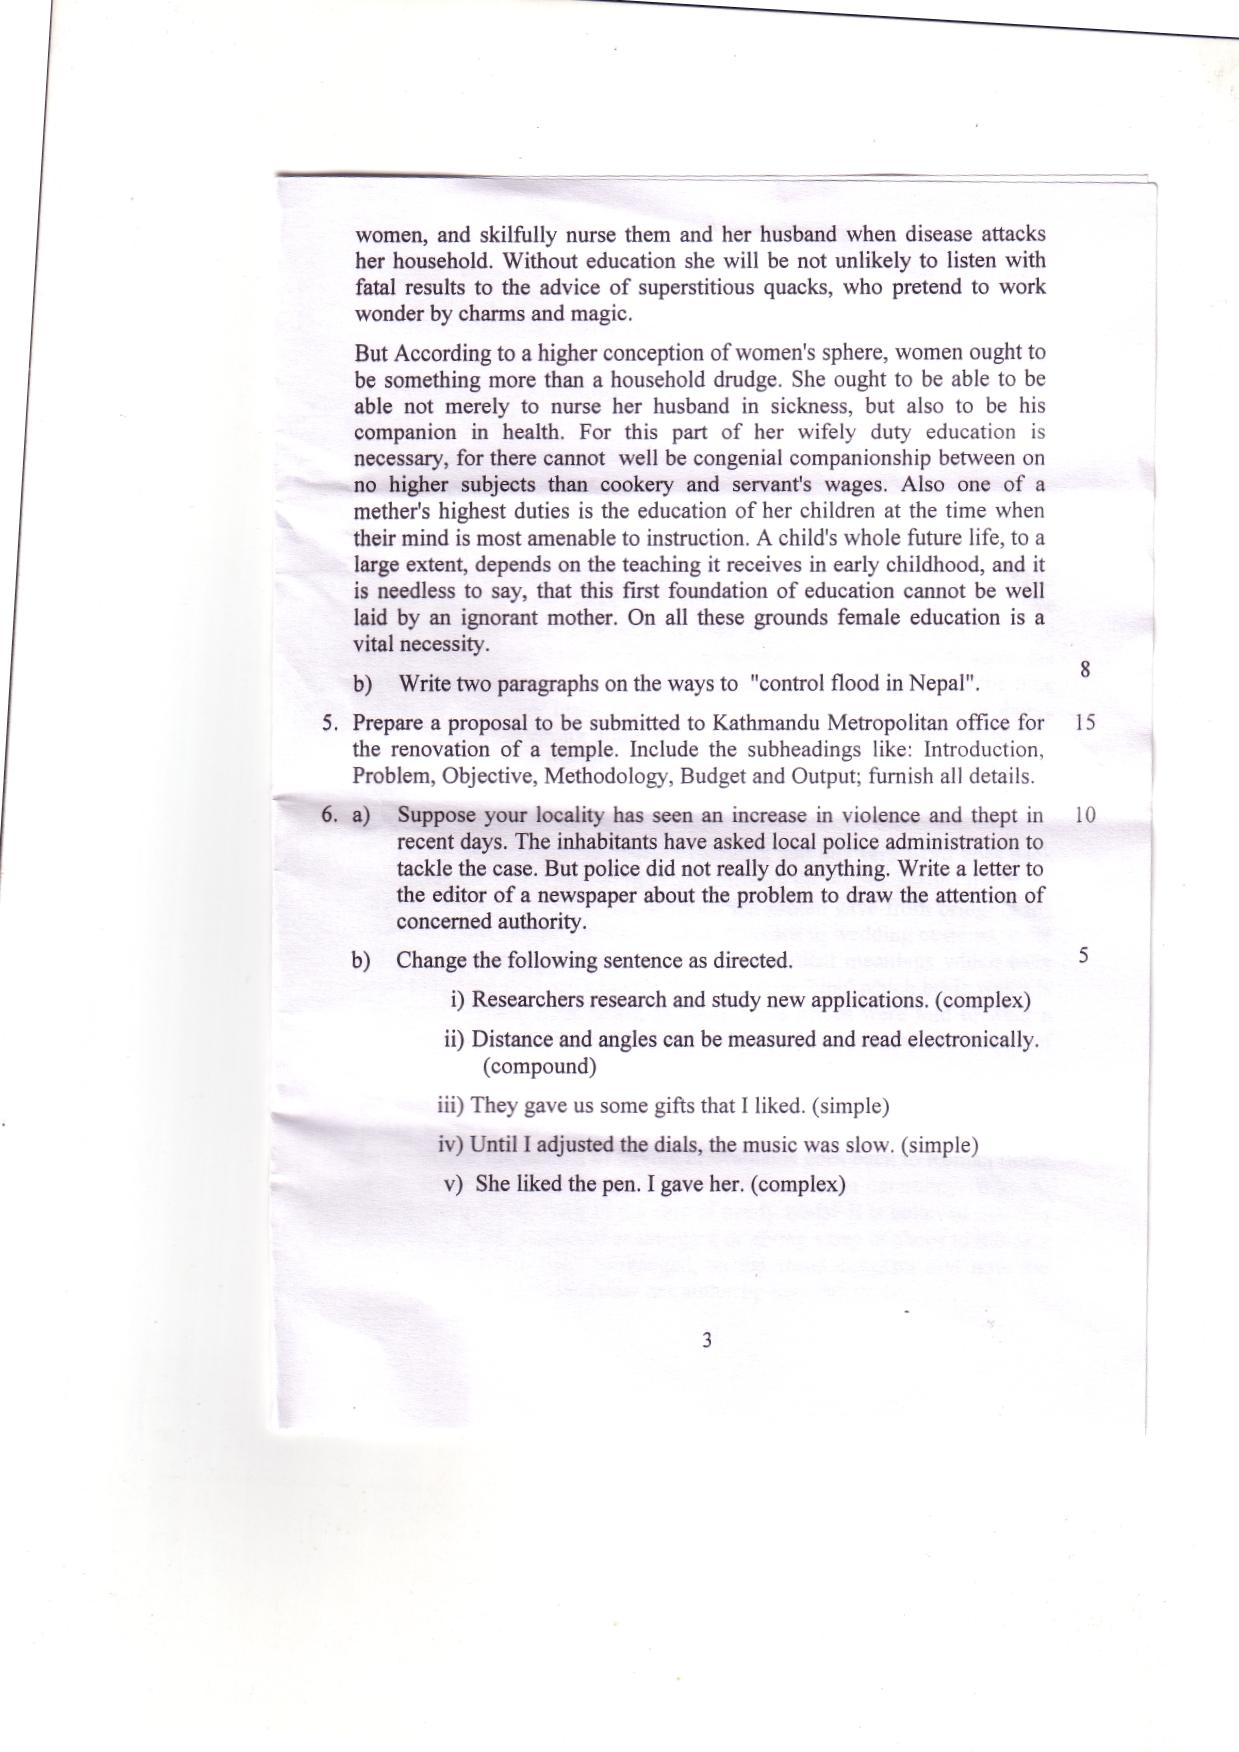 women, and skilfully nurse them and her husband when disease attacks
her household. Without education she will be not unlikely to listen with
fatal results to the advice of superstitious quacks, who pretend to work
wonder by charms and magic.
But According to a higher conception of women's sphere, women ought to
be something more than a household drudge. She ought to be able to be
able not merely to nurse her husband in sickness, but also to be his
companion in health. For this part of her wifely duty education is
necessary, for there cannot well be congenial companionship between on
no higher subjects than cookery and servant's wages. Also one of a
mether's highest duties is the education of her children at the time when
their mind is most amenable to instruction. A child's whole future life, to a
large extent, depends on the teaching it receives in early childhood, and it
is needless to say, that this first foundation of education cannot be well
laid by an ignorant mother. On all these grounds female education is a
vital necessity.
b) Write two paragraphs on the ways to "control flood in Nepal". 8
5. Prepare a proposal to be submitted to Kathmandu Metropolitan office for 15
the renovation of a temple. Include the subheadings like: Introduction,
Problem, Objective, Methodology, Budget and Output; furnish all details.
6. a) Suppose your locality has seen an increase in violence and thept in 10
recent days. The inhabitants have asked local police administration to
tackle the case. But police did not really do anything. Write a letter to
the editor of a newspaper about the problem to draw the attention of
concerned authority.
b) Change the following sentence as directed. 5
i) Researchers research and study new applications. (complex)
ii) Distance and angles can be measured and read electronically.
(compound)
iii) They gave us some gifts that I liked. (simple)
iv) Until I adjusted the dials, the music was slow. (simple)
v) She liked the pen. I gave her. (complex)
3